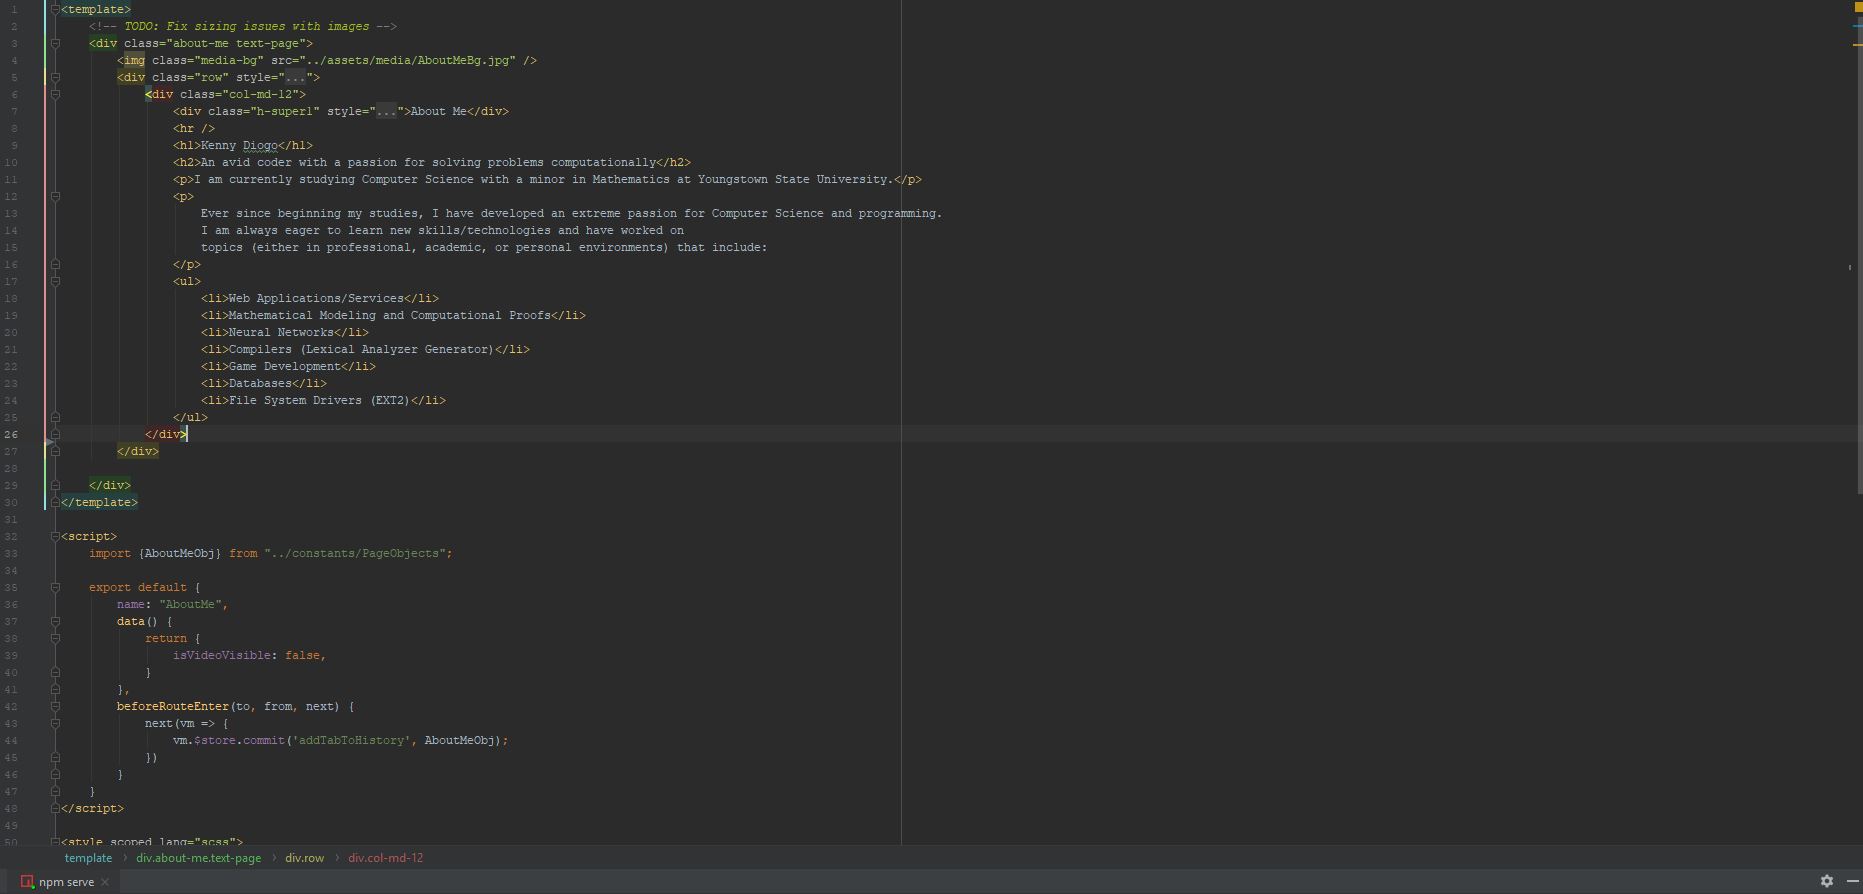 1 <template>
2 <!-- TODO: Fix sizing issues with images -->
3 <div class="about-me text-page">
4 <img class="media-bg" src="../assets/media/AboutMeBg.jpg" />
5 <div class="row" style="...">
6 <div class="col-md-12">
7 <div class="h-super1" style="...">About Me</div>
8 <hr />
9 <h1>Kenny Diogo</h1>
10 <h2>An avid coder with a passion for solving problems computationally</h2>
11 <p>I am currently studying Computer Science with a minor in Mathematics at Youngstown State University.</p>
12 <p>
13 Ever since beginning my studies, I have developed an extreme passion for Computer Science and programming.
14 I am always eager to learn new skills/technologies and have worked on
15 topics (either in professional, academic, or personal environments) that include:
16 </p>
17 <ul>
18 <li>Web Applications/Services</li>
19 <li>Mathematical Modeling and Computational Proofs</li>
20 <li>Neural Networks</li>
21 <li>Compilers (Lexical Analyzer Generator)</li>
22 <li>Game Development</li>
23 <li>Databases</li>
24 <li>File System Drivers (EXT2)</li>
25 </ul>
26 </div>
27 </div>
28
29 </div>
30 </template>
31
32 <script>
33 import {AboutMeObj} from "../constants/PageObjects";
34
35 export default {
36 name: "AboutMe",
37 data() {
38 return {
39 isVideoVisible: false,
40 }
41 },
42 beforeRouteEnter(to, from, next) {
43 next(vm => {
44 vm.$store.commit('addTabToHistory', AboutMeObj);
45 })
46 }
47 }
48 </script>
49
50 <style scoped lang="scss">
template › div.about-me.text-page › div.row › div.col-md-12
npm serve